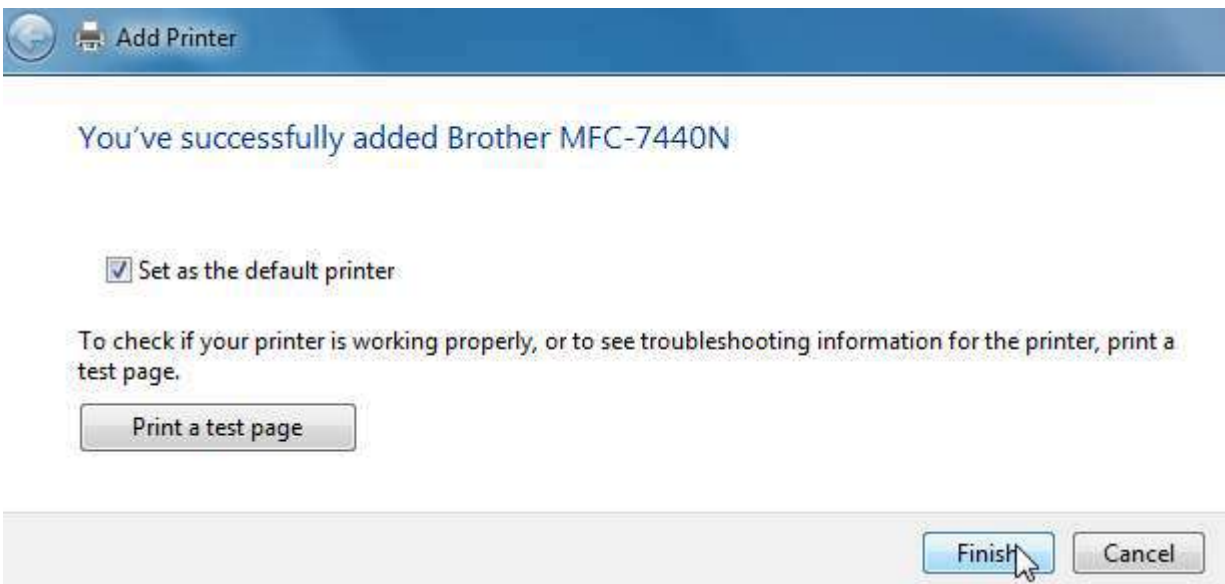 Add Printer
You've successfully added Brother MFC-7440N
Set as the default printer
To check if your printer is working properly, or to see troubleshooting information for the printer, print a
test page.
Print a test page
Finish Cancel